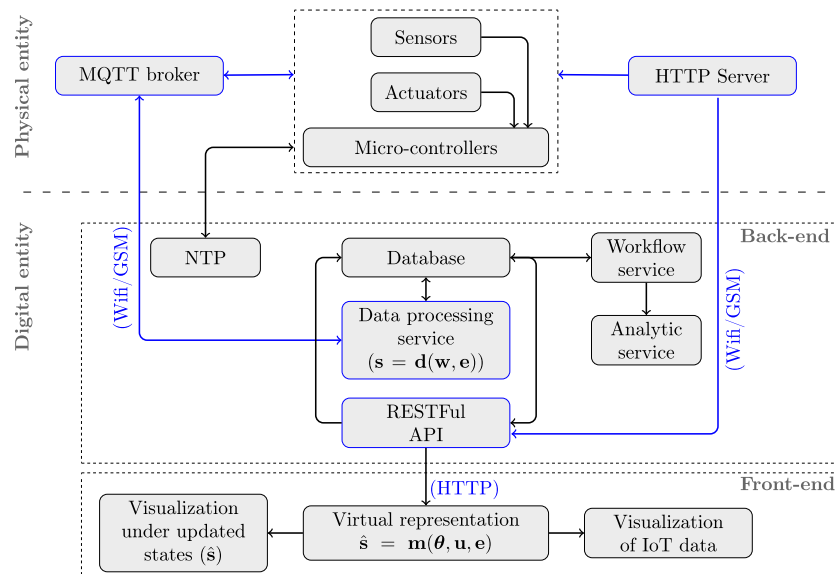 Physical entity
Sensors
MQTT broker
HTTP Server
Actuators
Micro-controllers
Digital entity
Back-end
(Wifi/GSM)
NTP
Database
Workflow
service
Data processing
service
(s = d(w, e))
Analytic
service
(Wifi/GSM)
RESTFul
API
(HTTP)
Front-end
Visualization
under updated
states (ŝ)
Virtual representation
ŝ = m(θ, u, e)
Visualization
of IoT data